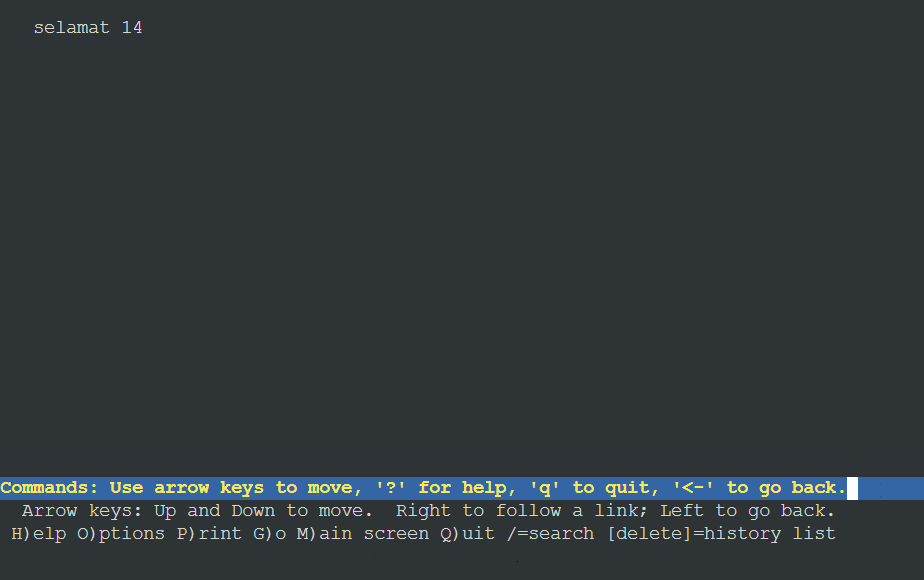 selamat 14
Commands: Use arrow keys to move, '?' for help, 'q' to quit, '<-' to go back.
Arrow keys: Up and Down to move.  Right to follow a link; Left to go back.
H)elp O)ptions P)rint G)o M)ain screen Q)uit /=search [delete]=history list